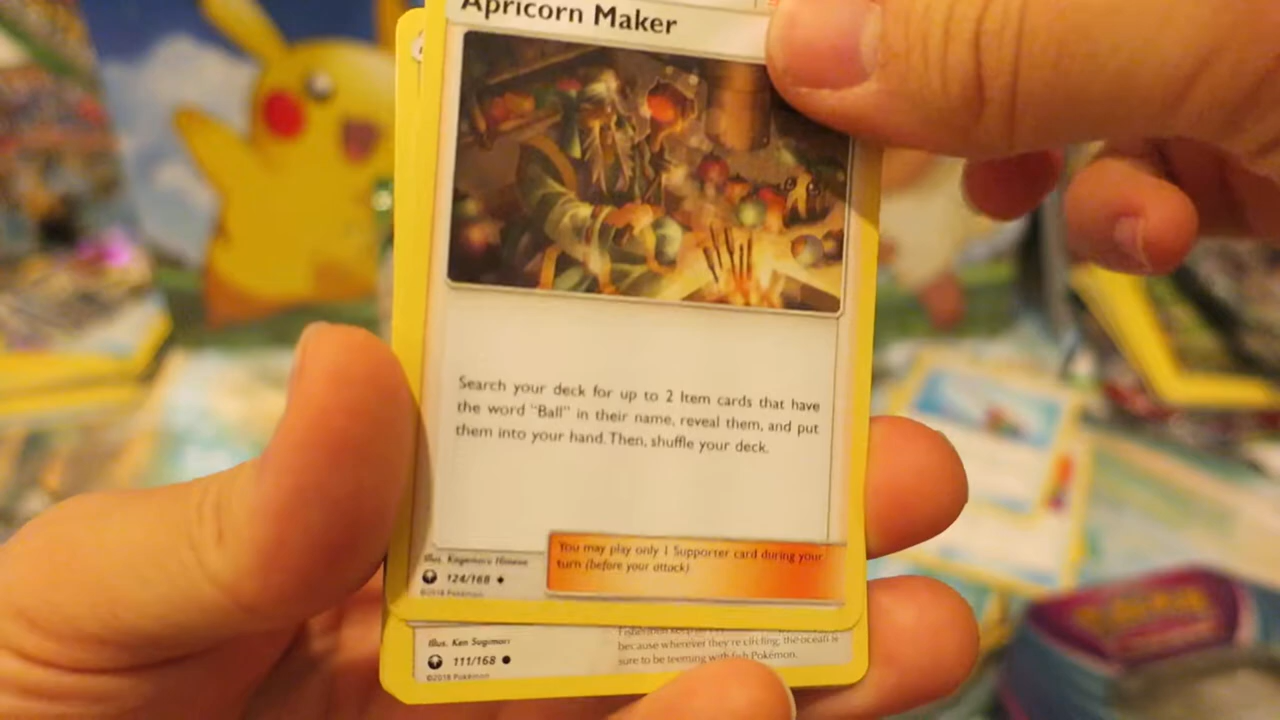 Apricorn Maker
Search your deck for up to 2 Item cards that have
the word "Ball" in their name, reveal them, and put
them into your hand. Then, shuffle your deck.
You may play only 1 Supporter card during your
turn (before your attack)
Illus. Kagemaru Himeno
124/168
©2018 Pokémon
because wherever they're circling, the ocean is
sure to be teeming with fish Pokémon.
Illus. Ken Sugimori
111/168
©2018 Pokémon